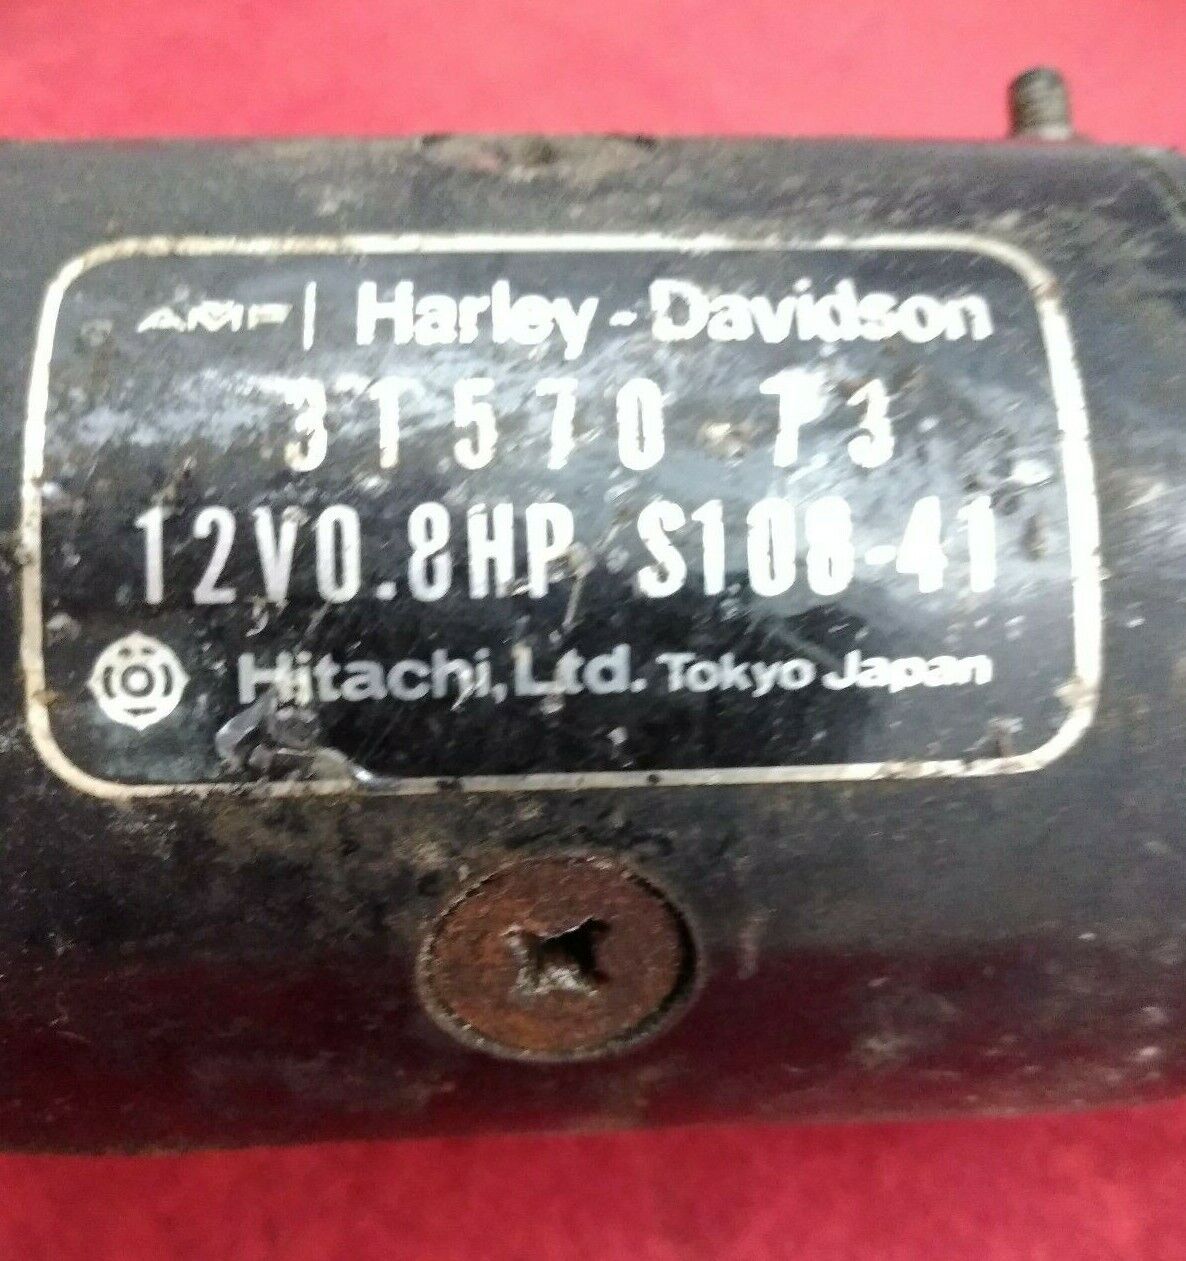 AMF | Harley-Davidson
31570 73
12V0.8HP S108-41
Hitachi, Ltd. Tokyo Japan